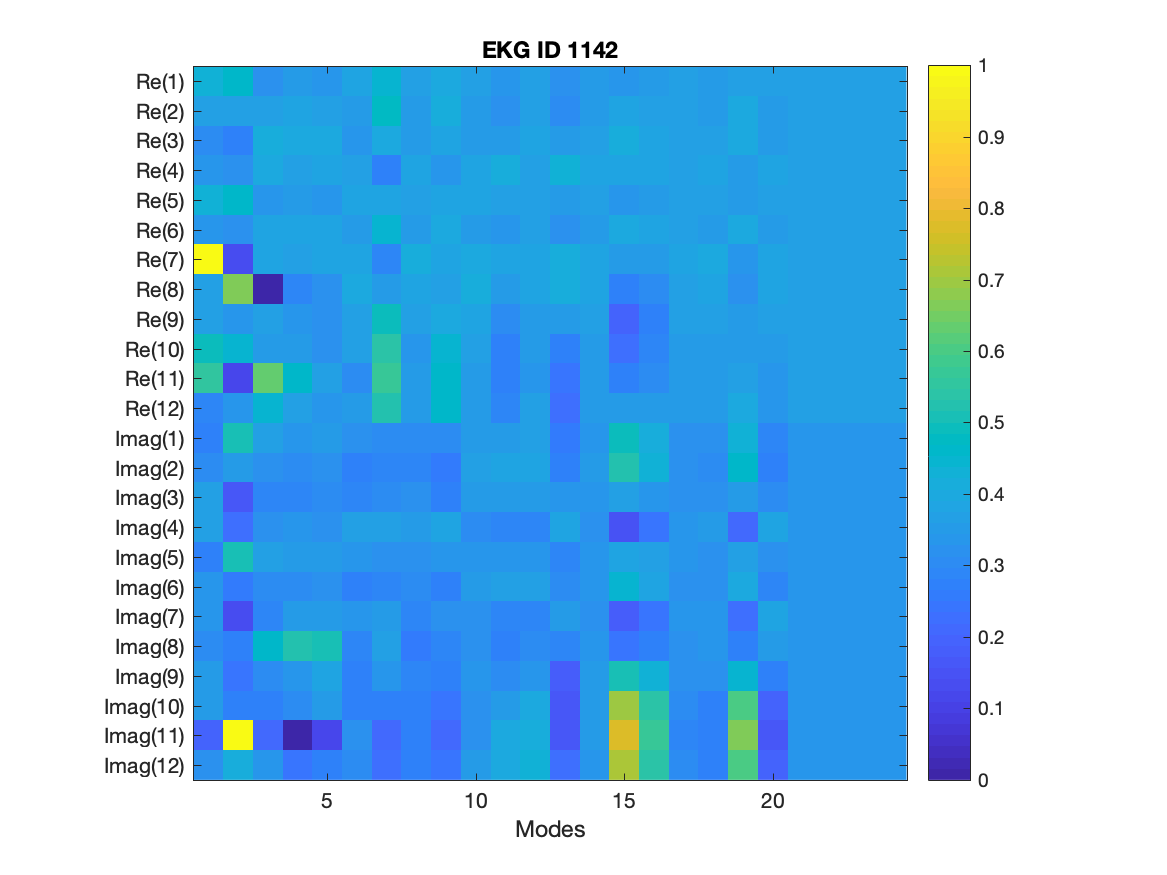 EKG ID 1142
Re(1)
Re(2)
Re(3)
Re(4)
Re(5)
Re(6)
Re(7)
Re(8)
Re(9)
Re(10)
Re(11)
Re(12)
Imag(1)
Imag(2)
Imag(3)
Imag(4)
Imag(5)
Imag(6)
Imag(7)
Imag(8)
Imag(9)
Imag(10)
Imag(11)
Imag(12)
5 10 15 20
Modes
1
0.9
0.8
0.7
0.6
0.5
0.4
0.3
0.2
0.1
0